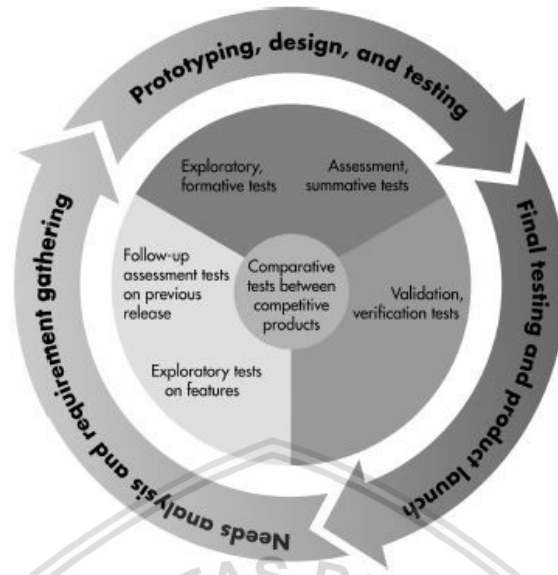 Prototyping, design, and testing
Exploratory,
formative tests
Assessment,
summative tests
Final testing and product launch
Follow-up
assessment tests
on previous
release
Comparative
tests between
competitive
products
Validation,
verification tests
Exploratory tests
on features
Needs analysis and requirement gathering